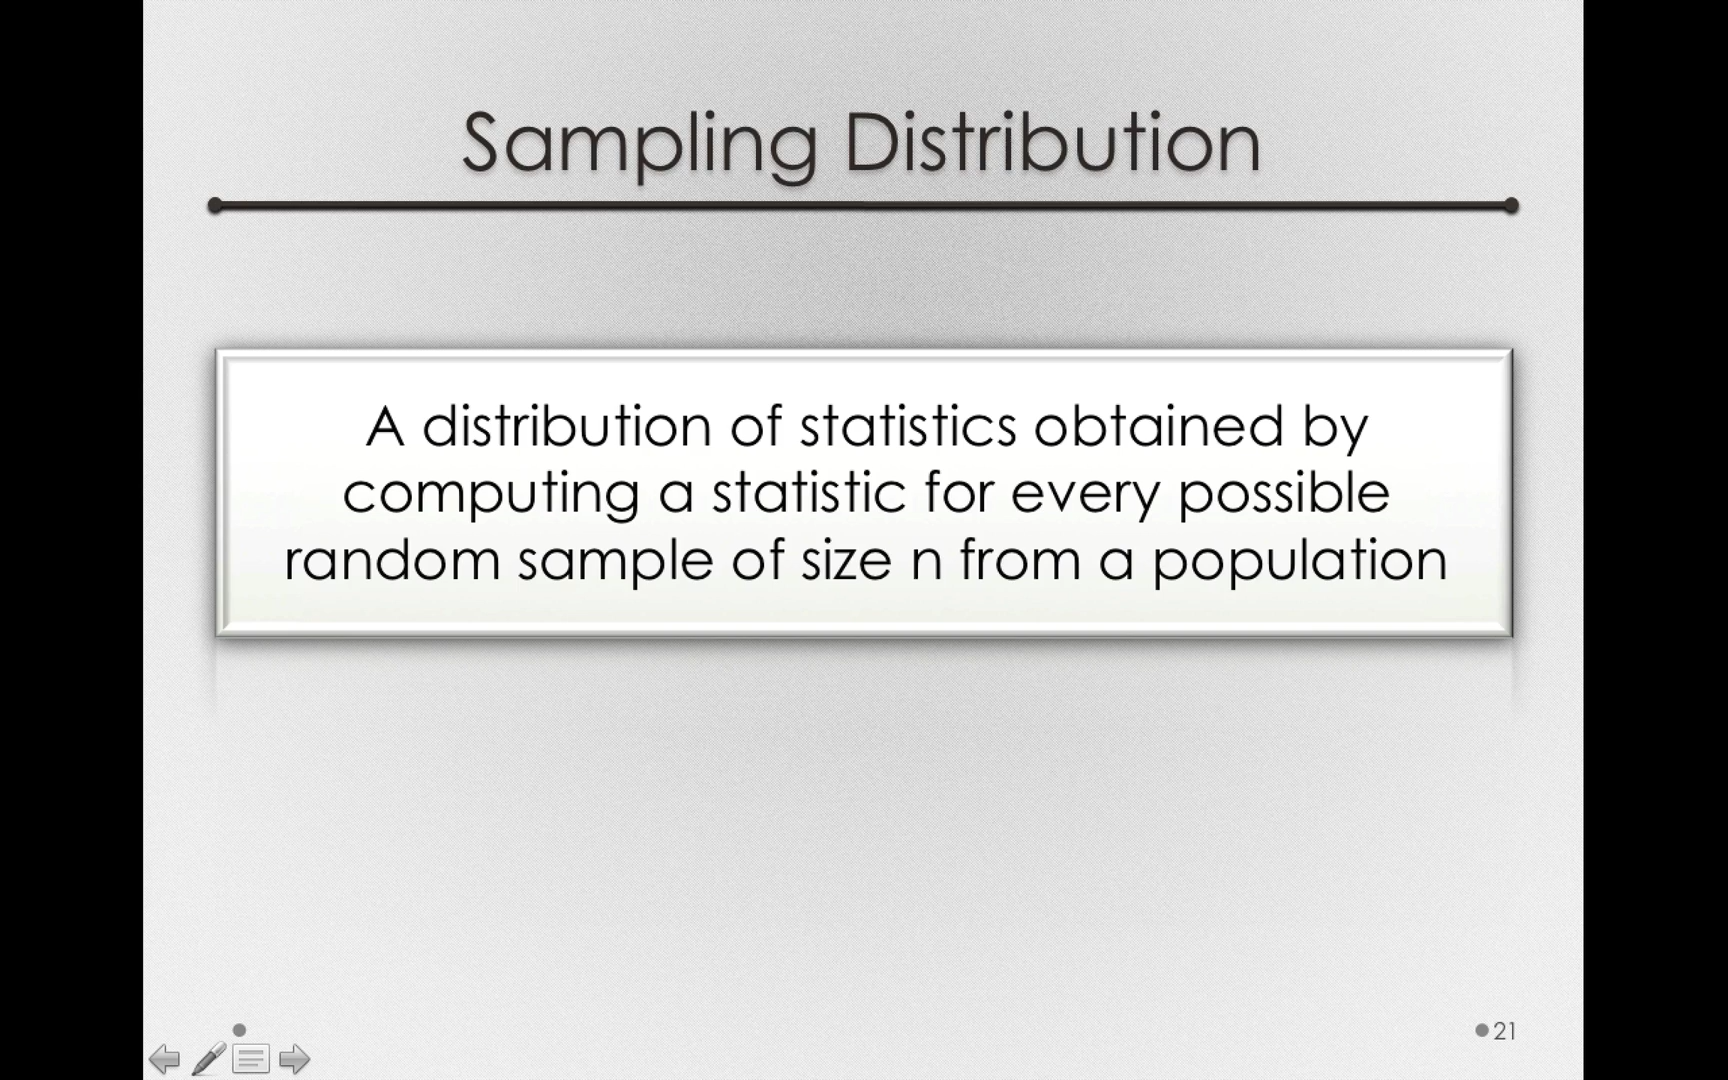 Sampling Distribution
A distribution of statistics obtained by
computing a statistic for every possible
random sample of size n from a population
21